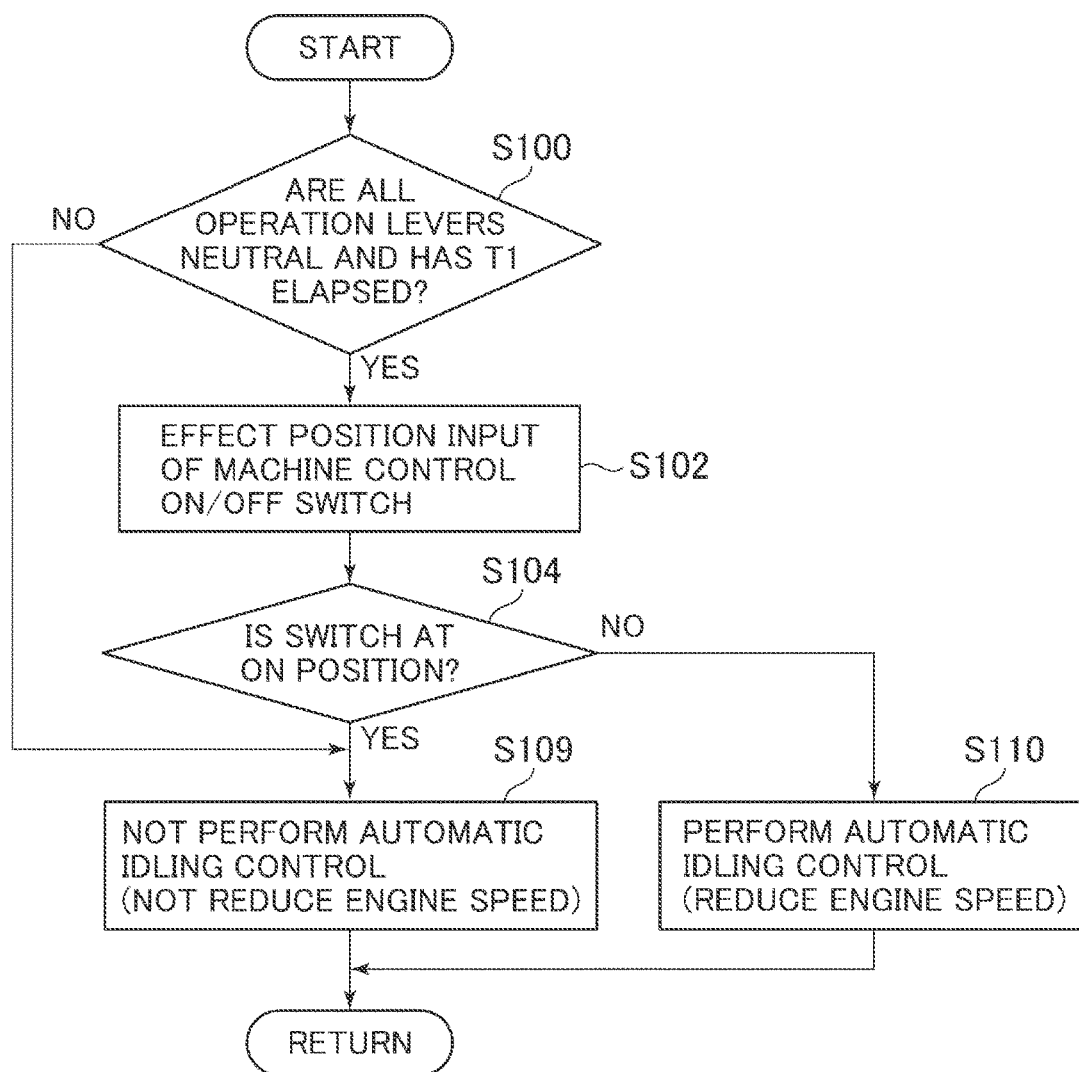 START
S100
ARE ALL
OPERATION LEVERS
NEUTRAL AND HAS T1
ELAPSED?
NO
YES
EFFECT POSITION INPUT
OF MACHINE CONTROL
ON/OFF SWITCH
S102
S104
IS SWITCH AT
ON POSITION?
NO
YES
S109
NOT PERFORM AUTOMATIC
IDLING CONTROL
(NOT REDUCE ENGINE SPEED)
S110
PERFORM AUTOMATIC
IDLING CONTROL
(REDUCE ENGINE SPEED)
RETURN